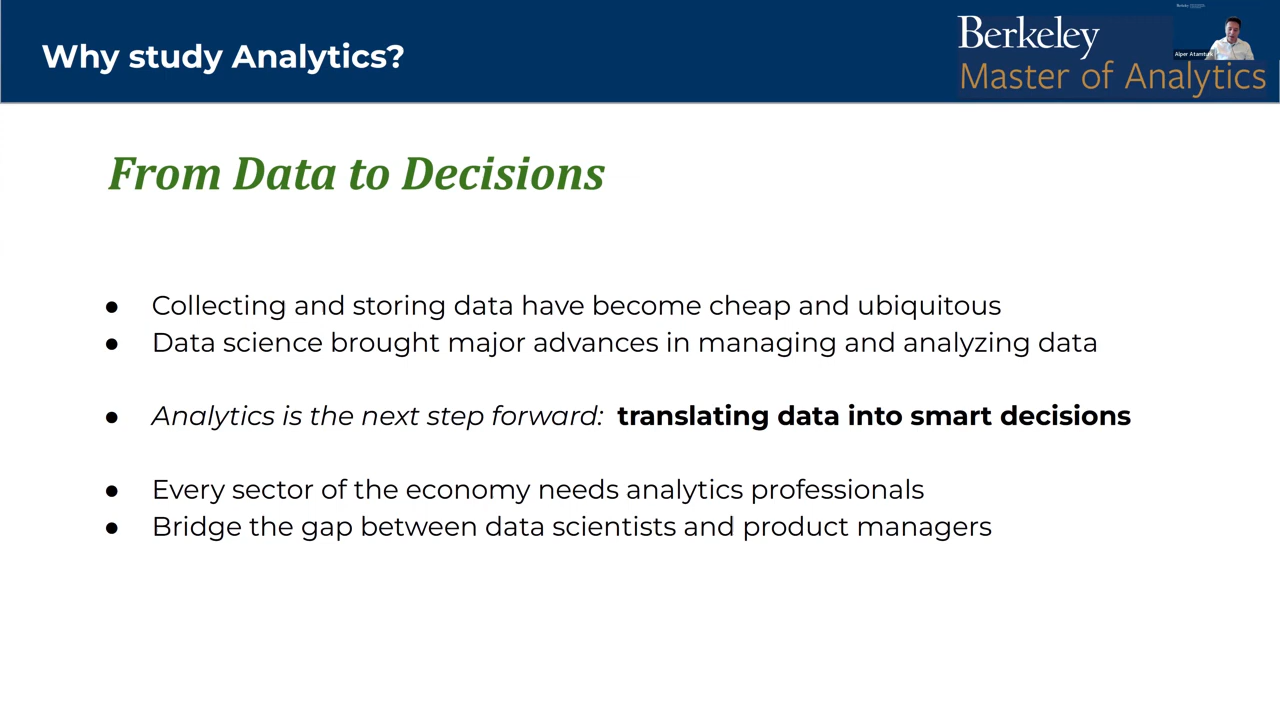 Why study Analytics?
Berkeley
Master of Analytics
From Data to Decisions
● Collecting and storing data have become cheap and ubiquitous
● Data science brought major advances in managing and analyzing data
● Analytics is the next step forward: translating data into smart decisions
● Every sector of the economy needs analytics professionals
● Bridge the gap between data scientists and product managers